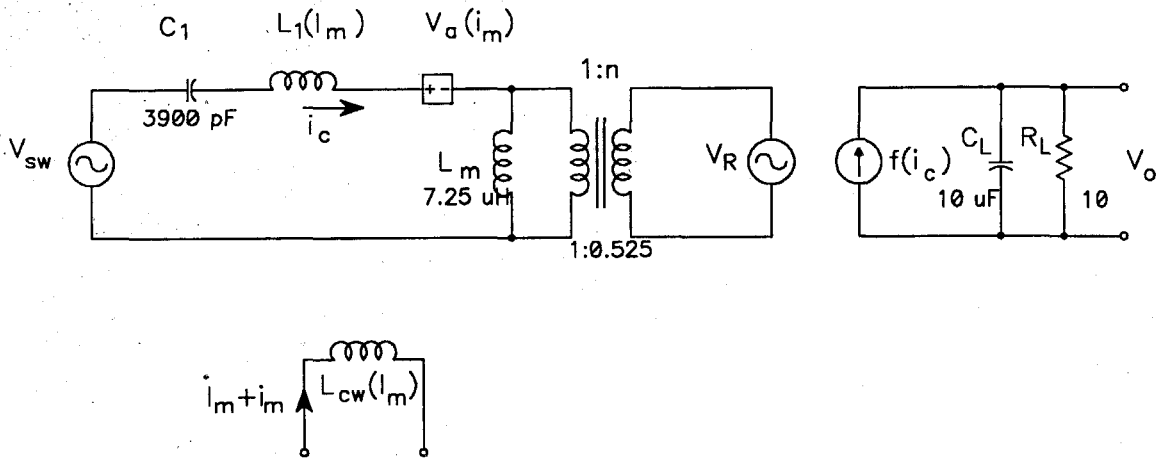 C1
L1(Im)
Va(im)
1:n
3900 pF
ic
+-
Vsw
Lm
7.25 uH
VR
f(ic)
CL
RL
Vo
10 uF
10
1:0.525
im+im
Lcw(Im)